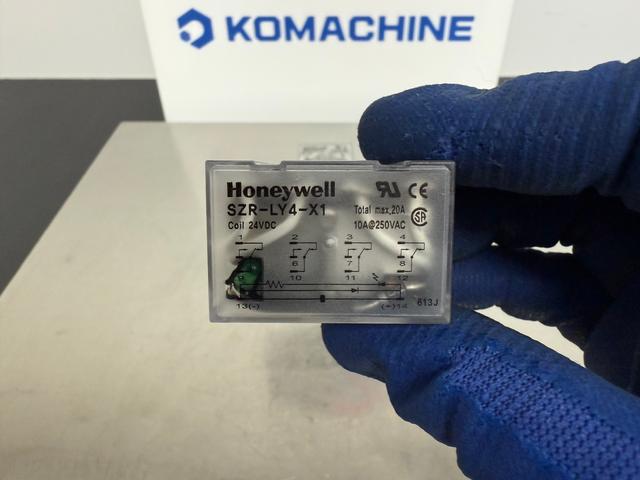 KOMACHINE
Honeywell
SZR-LY4-X1
Coil 24VDC
Total max.20A
10A@250VAC
1 2 3 4
6 7 8
9 10 11 12
13(-) (+)14
613J